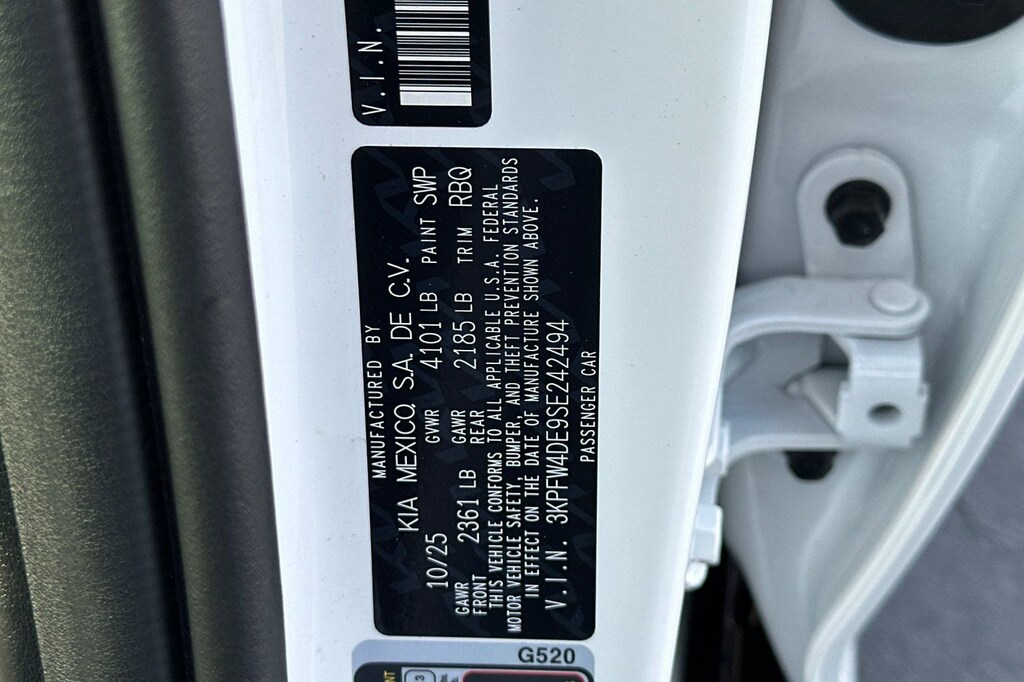 V.I.N.
MANUFACTURED BY
KIA MEXICO, S.A. DE C.V.
10/25 GVWR 4101 LB PAINT SWP
GAWR FRONT 2361 LB GAWR REAR 2185 LB TRIM RBQ
THIS VEHICLE CONFORMS TO ALL APPLICABLE U.S.A. FEDERAL
MOTOR VEHICLE SAFETY, BUMPER, AND THEFT PREVENTION STANDARDS
IN EFFECT ON THE DATE OF MANUFACTURE SHOWN ABOVE.
V.I.N. 3KPFW4DE9SE242494
PASSENGER CAR
G520